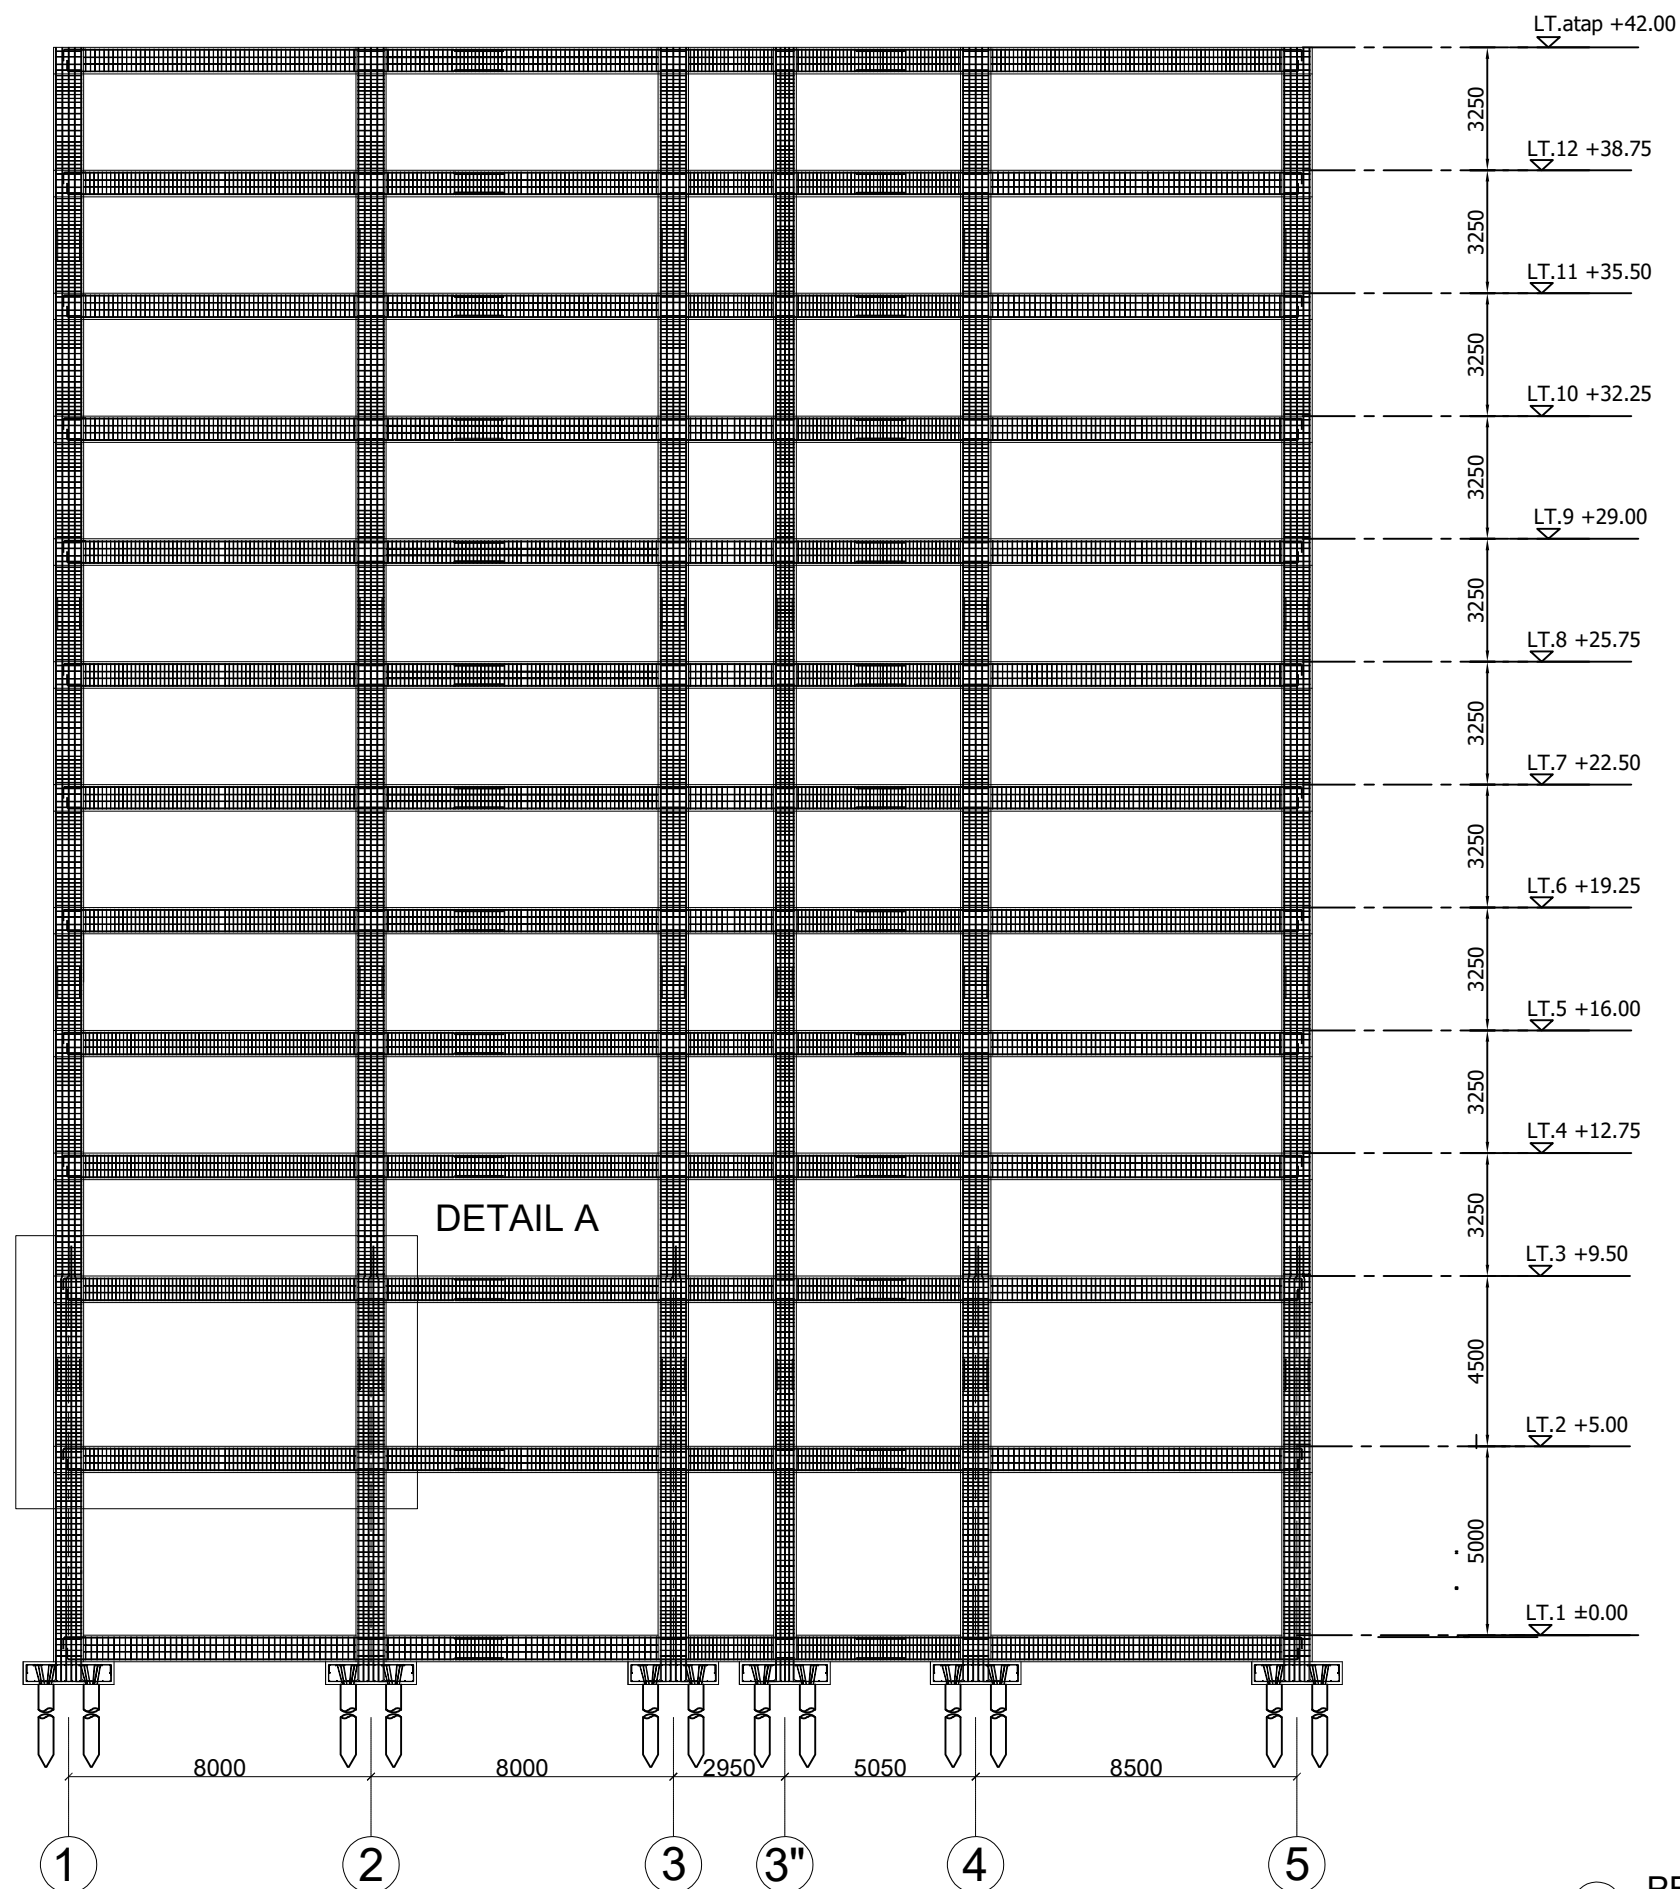 LT.atap +42.00
3250
LT.12 +38.75
3250
LT.11 +35.50
3250
LT.10 +32.25
3250
LT.9 +29.00
3250
LT.8 +25.75
3250
LT.7 +22.50
3250
LT.6 +19.25
3250
LT.5 +16.00
3250
LT.4 +12.75
3250
DETAIL A
LT.3 +9.50
4500
LT.2 +5.00
5000
LT.1 ±0.00
8000 8000 2950 5050 8500
1 2 3 3" 4 5